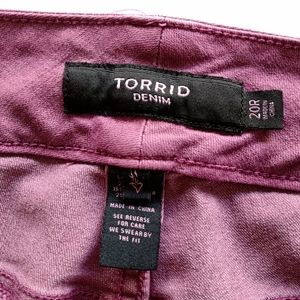 TORRID
DENIM
20R
MADE IN CHINA
SEE REVERSE
FOR CARE
WE SWEAR BY
THE FIT